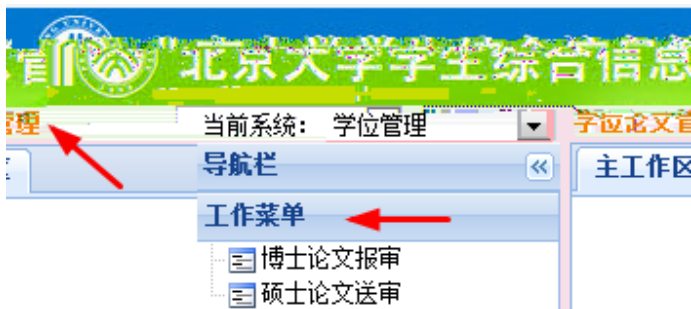 北京大学学生综合信息
管理
当前系统： 学位管理
学位论文管
导航栏
主工作区
工作菜单
博士论文报审
硕士论文送审